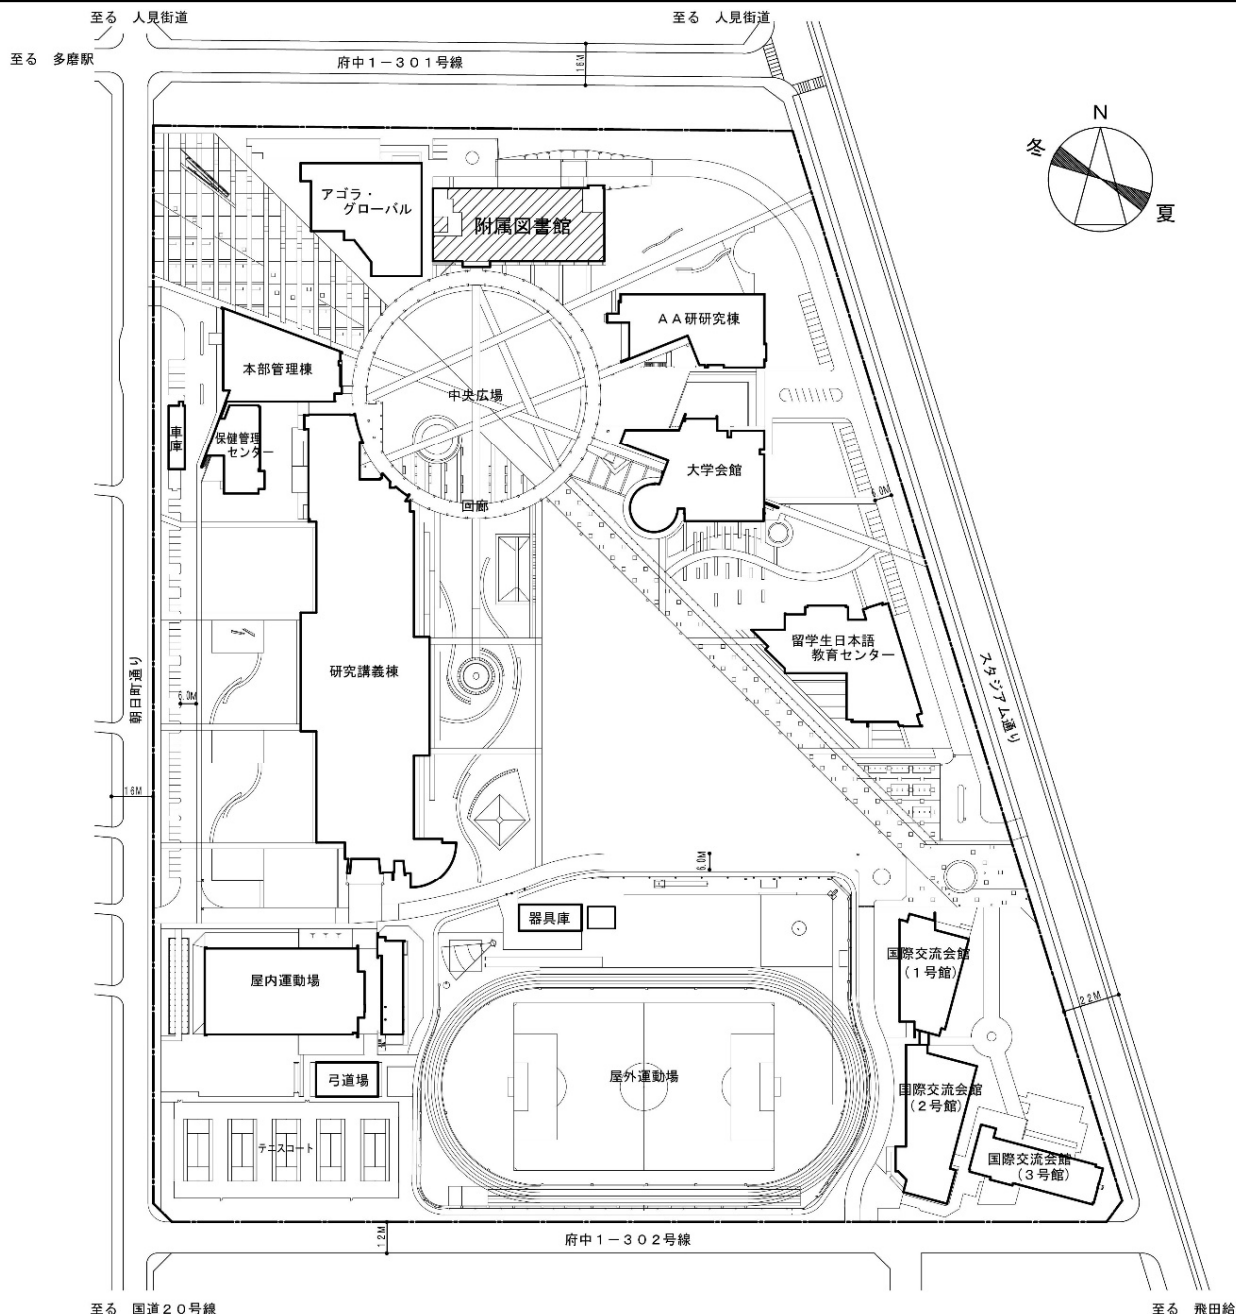 至る 人見街道
至る 人見街道
至る 多磨駅
府中1－301号線
16M
N
冬
夏
アゴラ・
グローバル
附属図書館
AA研研究棟
本部管理棟
中央広場
車庫
保健管理
センター
大学会館
6.0M
回廊
留学生日本語
教育センター
研究講義棟
朝日町通り
6.0M
スタジアム通り
16M
6.0M
器具庫
国際交流会館
(1号館)
屋内運動場
22M
屋外運動場
弓道場
国際交流会館
(2号館)
テニスコート
国際交流会館
(3号館)
12M
府中1－302号線
至る 国道20号線
至る 飛田給